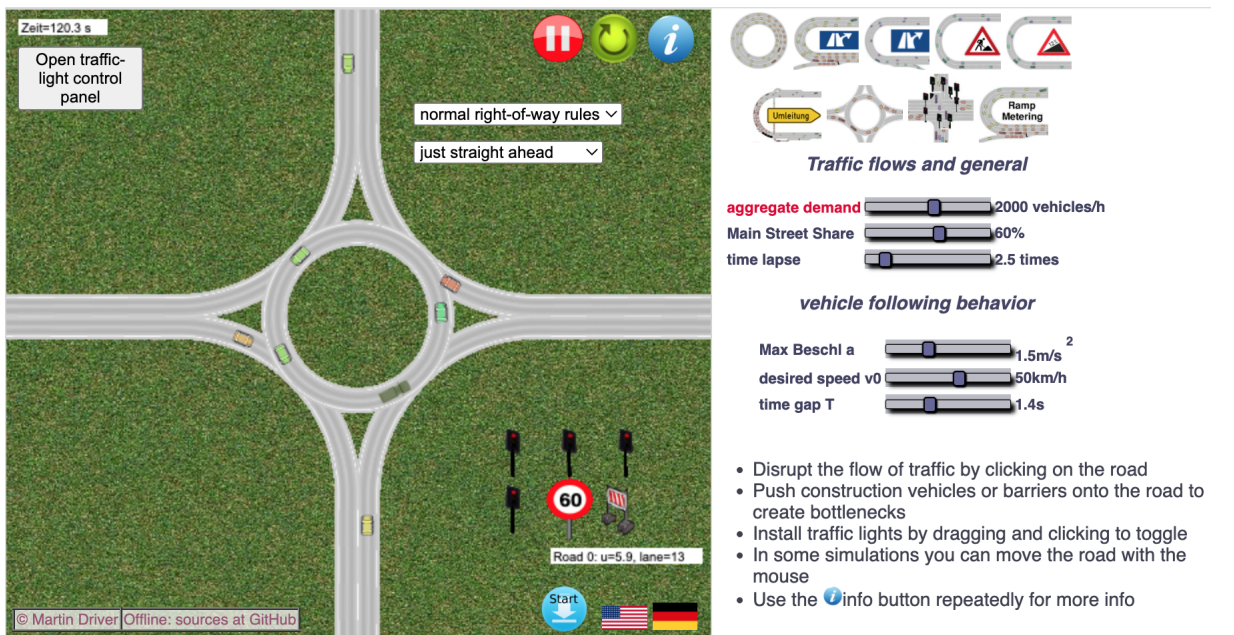 Zeit=120.3 s
Open traffic-
light control
panel
normal right-of-way rules
just straight ahead
i
Umleitung
Ramp
Metering
Traffic flows and general
aggregate demand 2000 vehicles/h
Main Street Share 60%
time lapse 2.5 times
vehicle following behavior
Max Beschl a 1.5m/s 2
desired speed v0 50km/h
time gap T 1.4s
60
Road 0: u=5.9, lane=13
Start
© Martin Driver Offline: sources at GitHub
• Disrupt the flow of traffic by clicking on the road
• Push construction vehicles or barriers onto the road to
create bottlenecks
• Install traffic lights by dragging and clicking to toggle
• In some simulations you can move the road with the
mouse
• Use the i info button repeatedly for more info